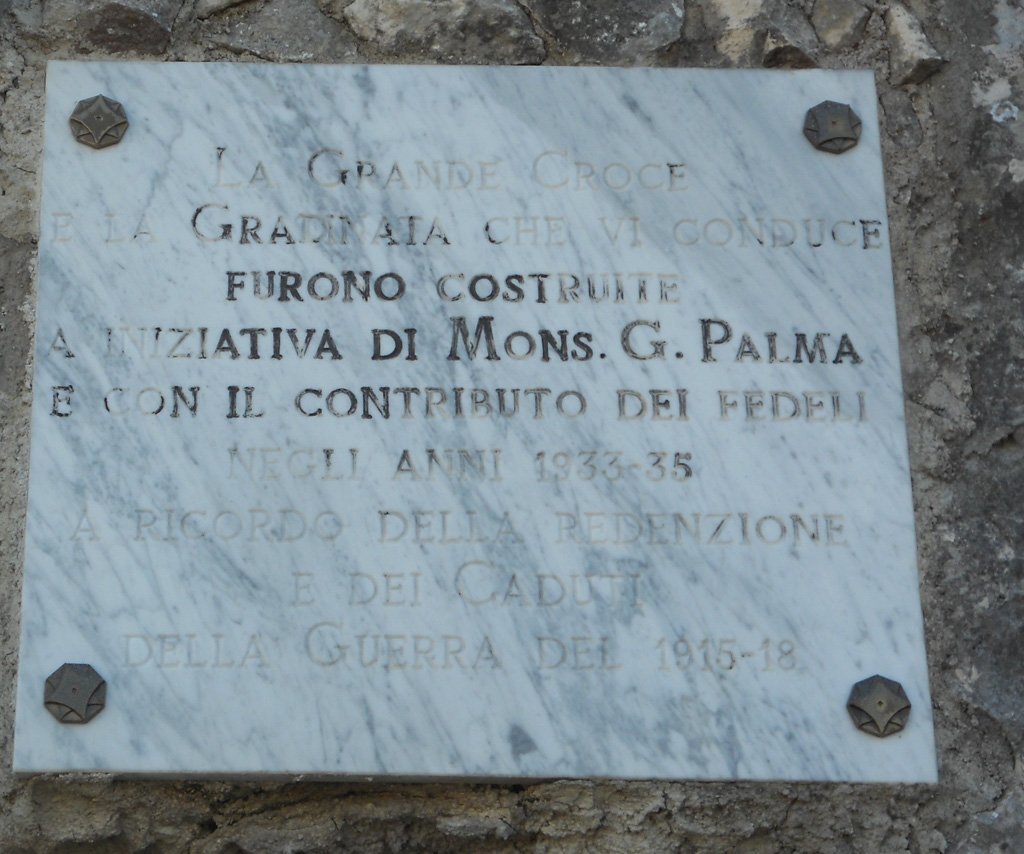 La Grande Croce
e la Gradinata che vi conduce
furono costruite
a iniziativa di Mons. G. Palma
e con il contributo dei fedeli
negli anni 1933-35
a ricordo della redenzione
e dei Caduti
della Guerra del 1915-18